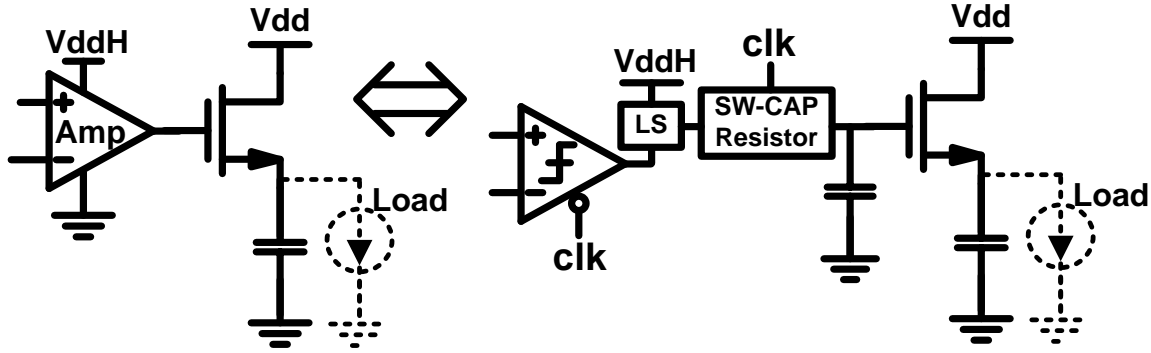 VddH
Vdd
+
Amp
−
Load
clk
Vdd
VddH
LS
SW-CAP
Resistor
+
−
clk
Load